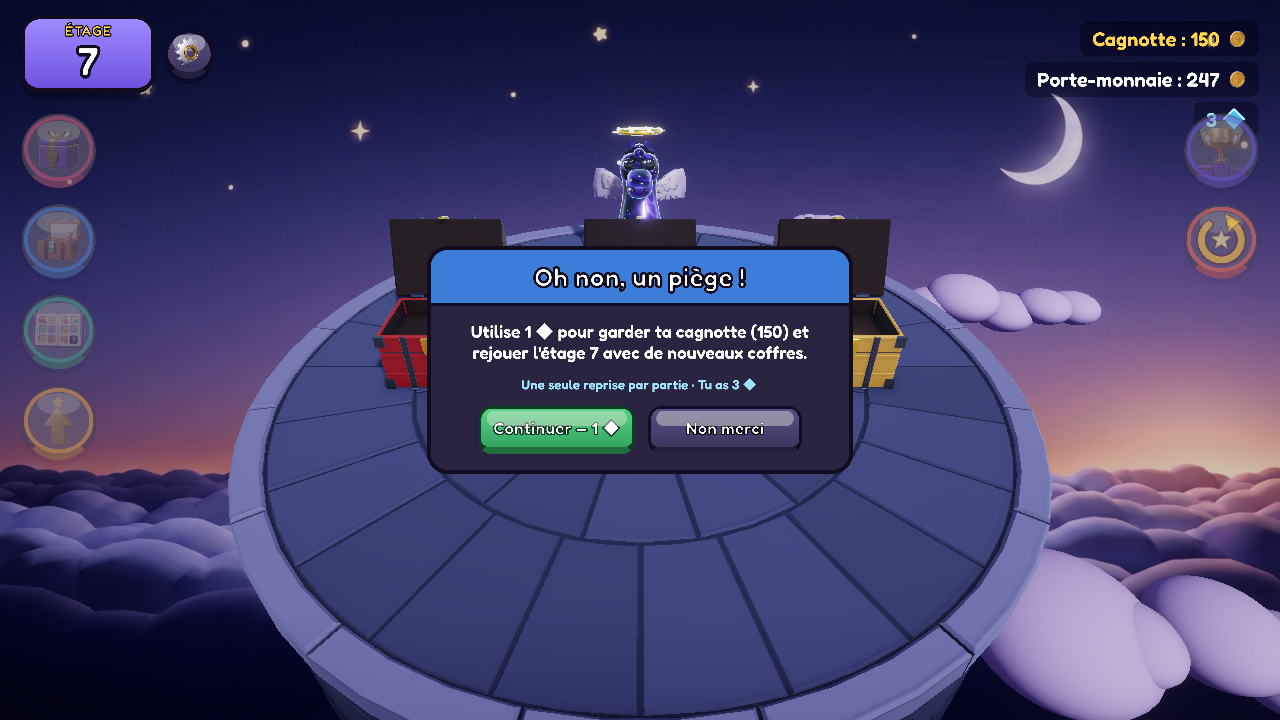 ÉTAGE
7
Cagnotte : 150
Porte-monnaie : 247
3
Oh non, un piège !
Utilise 1 ◆ pour garder ta cagnotte (150) et
rejouer l'étage 7 avec de nouveaux coffres.
Une seule reprise par partie · Tu as 3 ◆
Continuer – 1 ◆
Non merci